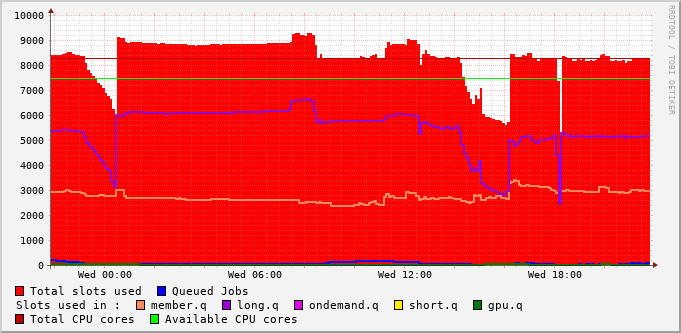 10000
9000
8000
7000
6000
5000
4000
3000
2000
1000
0
Wed 00:00 Wed 06:00 Wed 12:00 Wed 18:00
RRDTOOL / TOBI OETIKER
Total slots used Queued Jobs
Slots used in : member.q long.q ondemand.q short.q gpu.q
Total CPU cores Available CPU cores